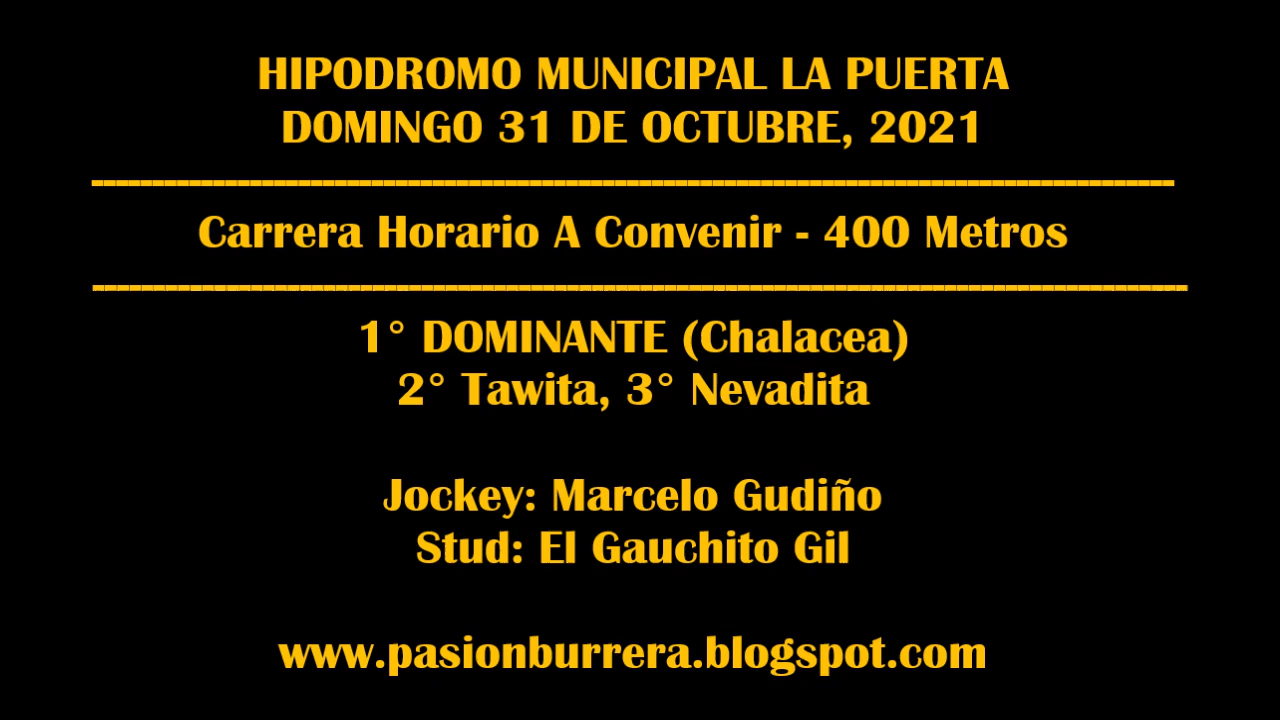 HIPODROMO MUNICIPAL LA PUERTA
DOMINGO 31 DE OCTUBRE, 2021
Carrera Horario A Convenir - 400 Metros
1° DOMINANTE (Chalacea)
2° Tawita, 3° Nevadita
Jockey: Marcelo Gudiño
Stud: El Gauchito Gil
www.pasionburrera.blogspot.com